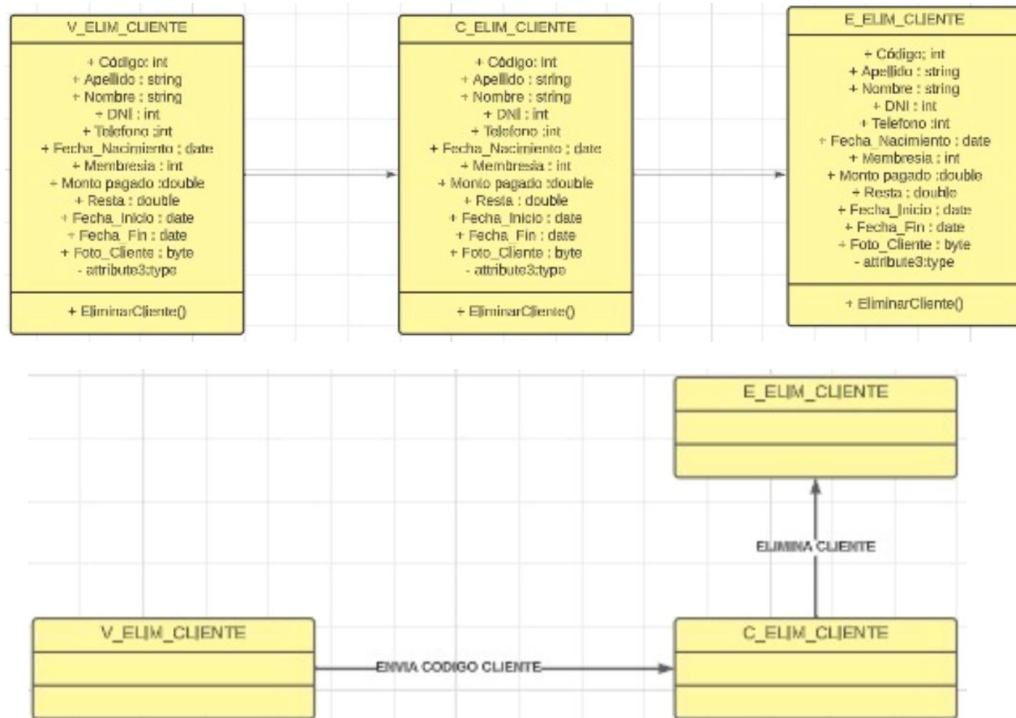 V_ELIM_CLIENTE
+ Código: int
+ Apellido : string
+ Nombre : string
+ DNI : int
+ Telefono :int
+ Fecha_Nacimiento : date
+ Membresia : int
+ Monto pagado :double
+ Resta : double
+ Fecha_Inicio : date
+ Fecha_Fin : date
+ Foto_Cliente : byte
- attribute3:type
+ EliminarCliente()
C_ELIM_CLIENTE
+ Código: int
+ Apellido : string
+ Nombre : string
+ DNI : int
+ Telefono :int
+ Fecha_Nacimiento : date
+ Membresia : int
+ Monto pagado :double
+ Resta : double
+ Fecha_Inicio : date
+ Fecha_Fin : date
+ Foto_Cliente : byte
- attribute3:type
+ EliminarCliente()
E_ELIM_CLIENTE
+ Código: int
+ Apellido : string
+ Nombre : string
+ DNI : int
+ Telefono :int
+ Fecha_Nacimiento : date
+ Membresia : int
+ Monto pagado :double
+ Resta : double
+ Fecha_Inicio : date
+ Fecha_Fin : date
+ Foto_Cliente : byte
- attribute3:type
+ EliminarCliente()
E_ELIM_CLIENTE
ELIMINA CLIENTE
V_ELIM_CLIENTE
ENVIA CODIGO CLIENTE
C_ELIM_CLIENTE